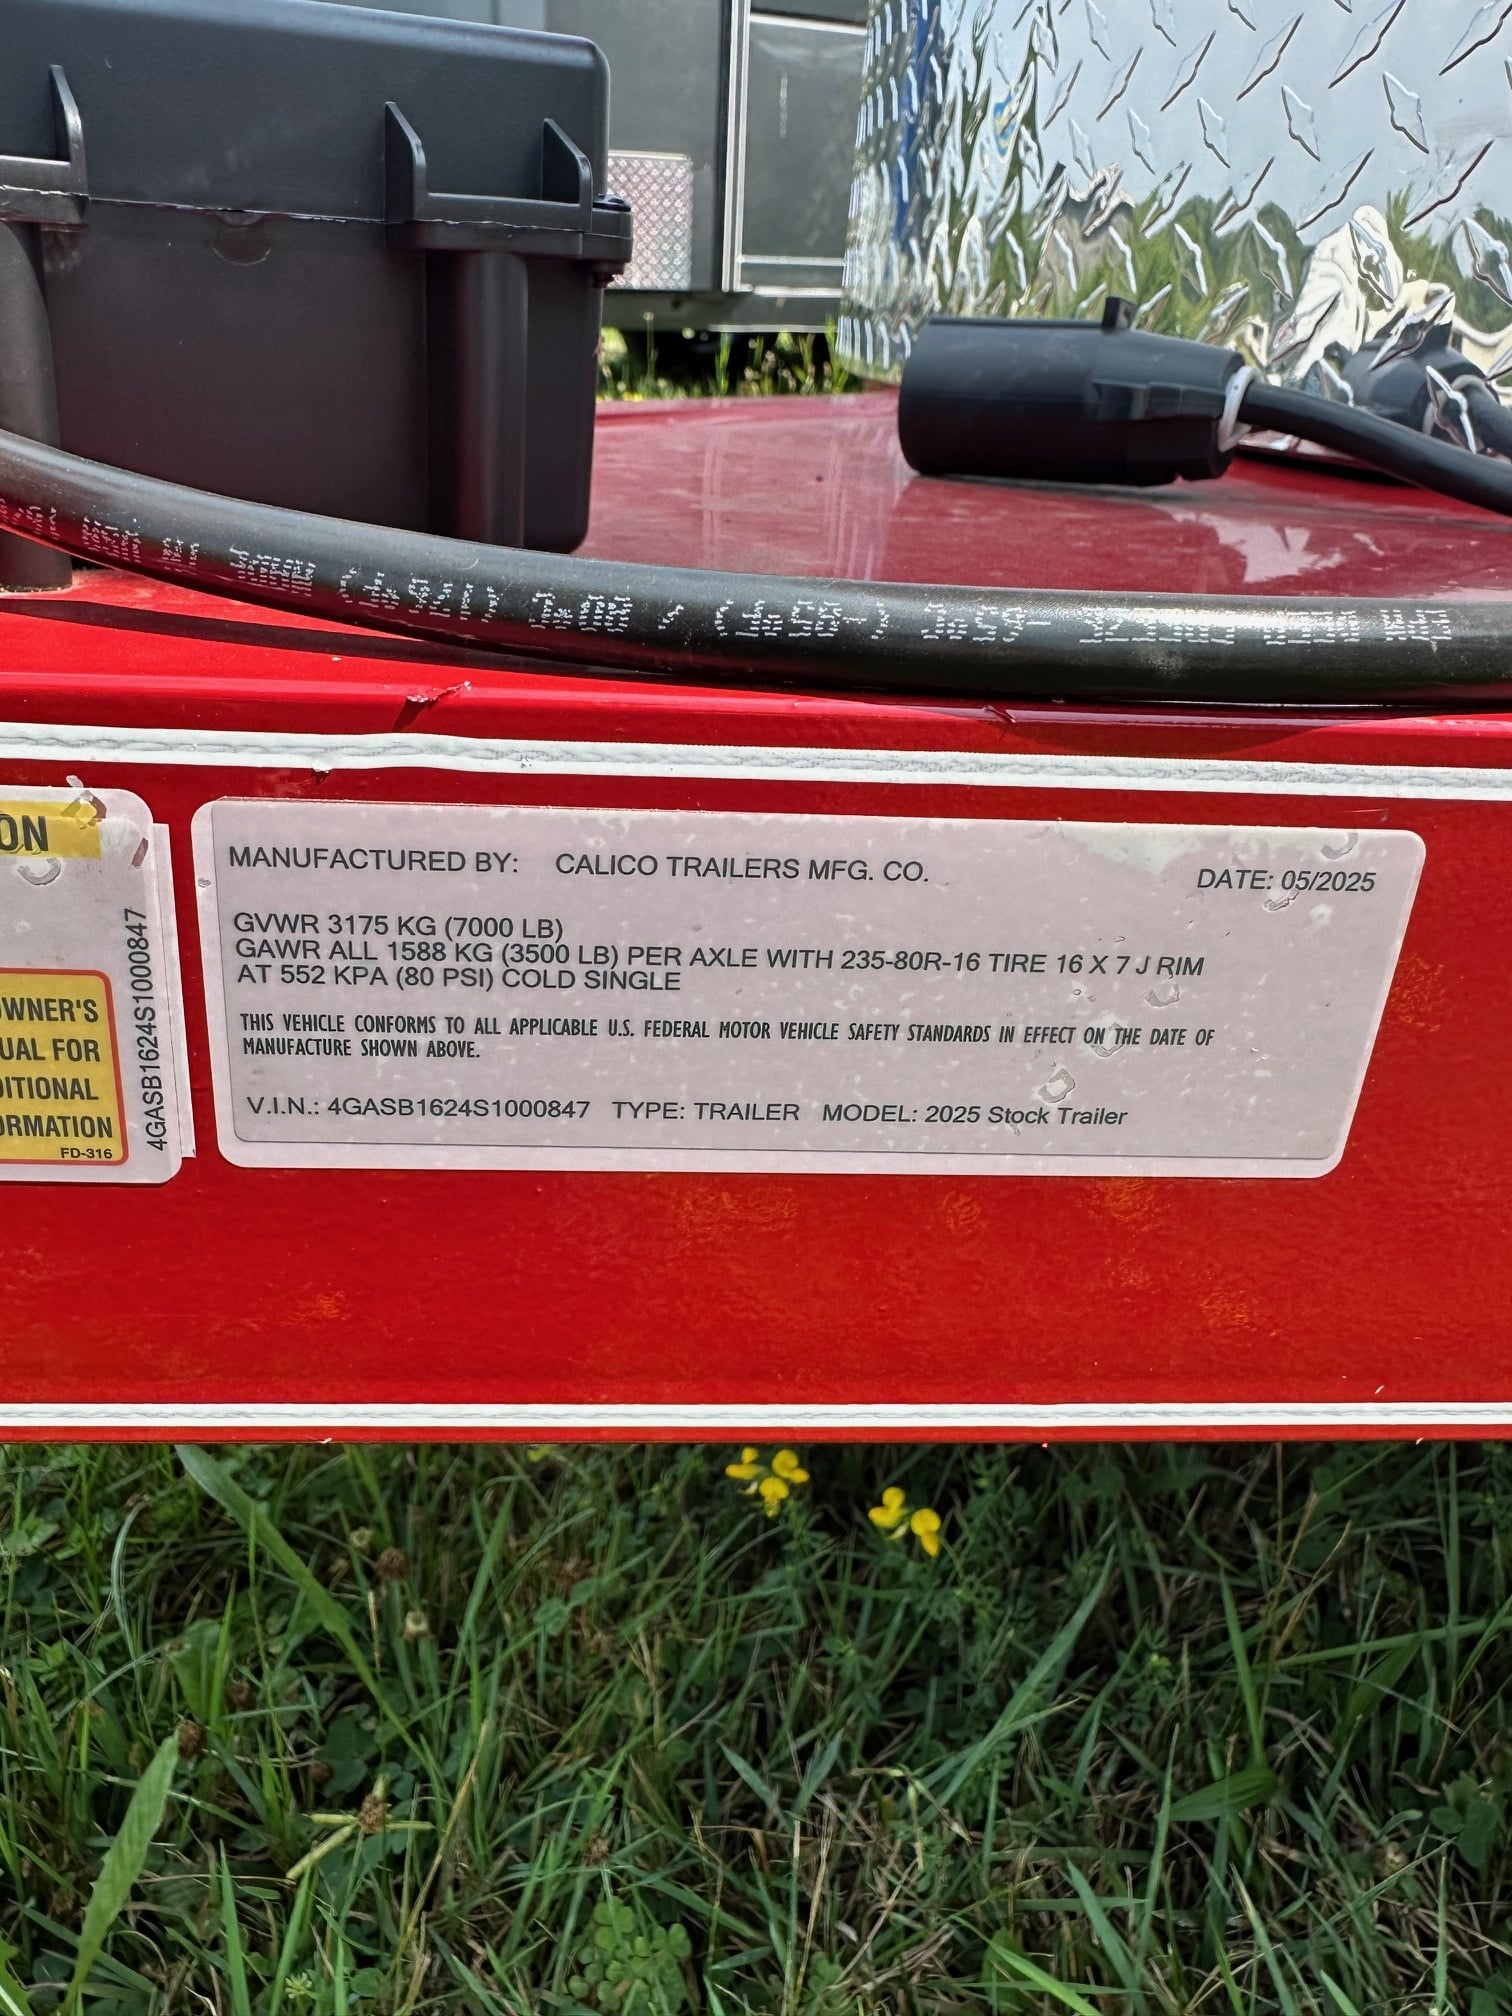 ON
OWNER'S
UAL FOR
DITIONAL
ORMATION
FD-316
4GASB1624S1000847
MANUFACTURED BY: CALICO TRAILERS MFG. CO.
DATE: 05/2025
GVWR 3175 KG (7000 LB)
GAWR ALL 1588 KG (3500 LB) PER AXLE WITH 235-80R-16 TIRE 16 X 7 J RIM
AT 552 KPA (80 PSI) COLD SINGLE
THIS VEHICLE CONFORMS TO ALL APPLICABLE U.S. FEDERAL MOTOR VEHICLE SAFETY STANDARDS IN EFFECT ON THE DATE OF
MANUFACTURE SHOWN ABOVE.
V.I.N.: 4GASB1624S1000847 TYPE: TRAILER MODEL: 2025 Stock Trailer